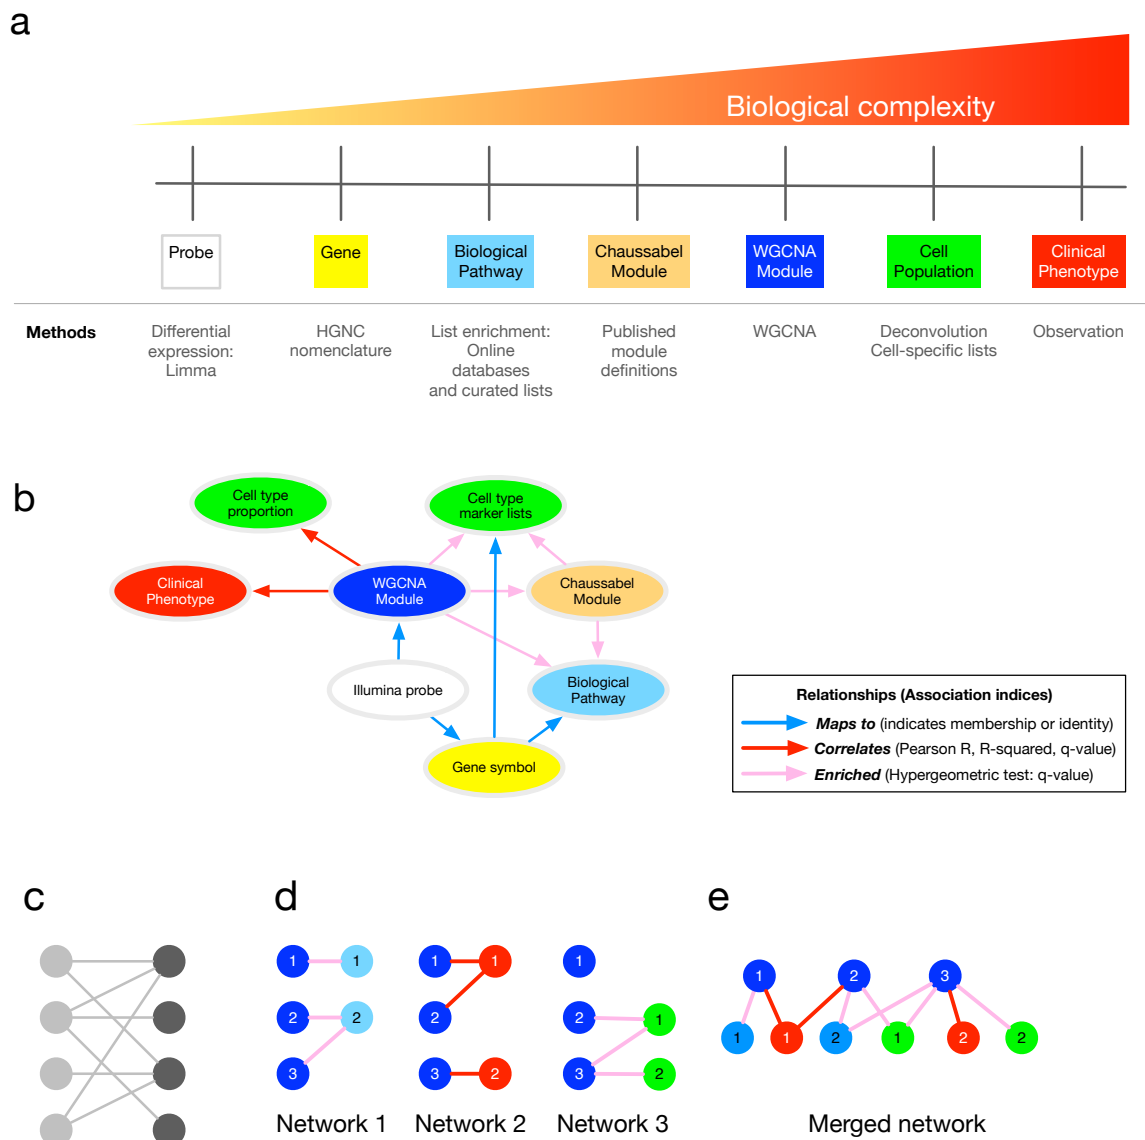 a
Biological complexity
Probe
Gene
Biological
Pathway
Chaussabel
Module
WGCNA
Module
Cell
Population
Clinical
Phenotype
Methods
Differential
expression:
Limma
HGNC
nomenclature
List enrichment:
Online
databases
and curated lists
Published
module
definitions
WGCNA
Deconvolution
Cell-specific lists
Observation
b
Cell type
proportion
Cell type
marker lists
Clinical
Phenotype
WGCNA
Module
Chaussabel
Module
Illumina probe
Biological
Pathway
Gene symbol
Relationships (Association indices)
Maps to (indicates membership or identity)
Correlates (Pearson R, R-squared, q-value)
Enriched (Hypergeometric test: q-value)
c
d
1 1
2 2
3
Network 1
1 1
2
3 2
Network 2
1
2 1
3 2
Network 3
e
1 2 3
1 1 2 1 2 2
Merged network